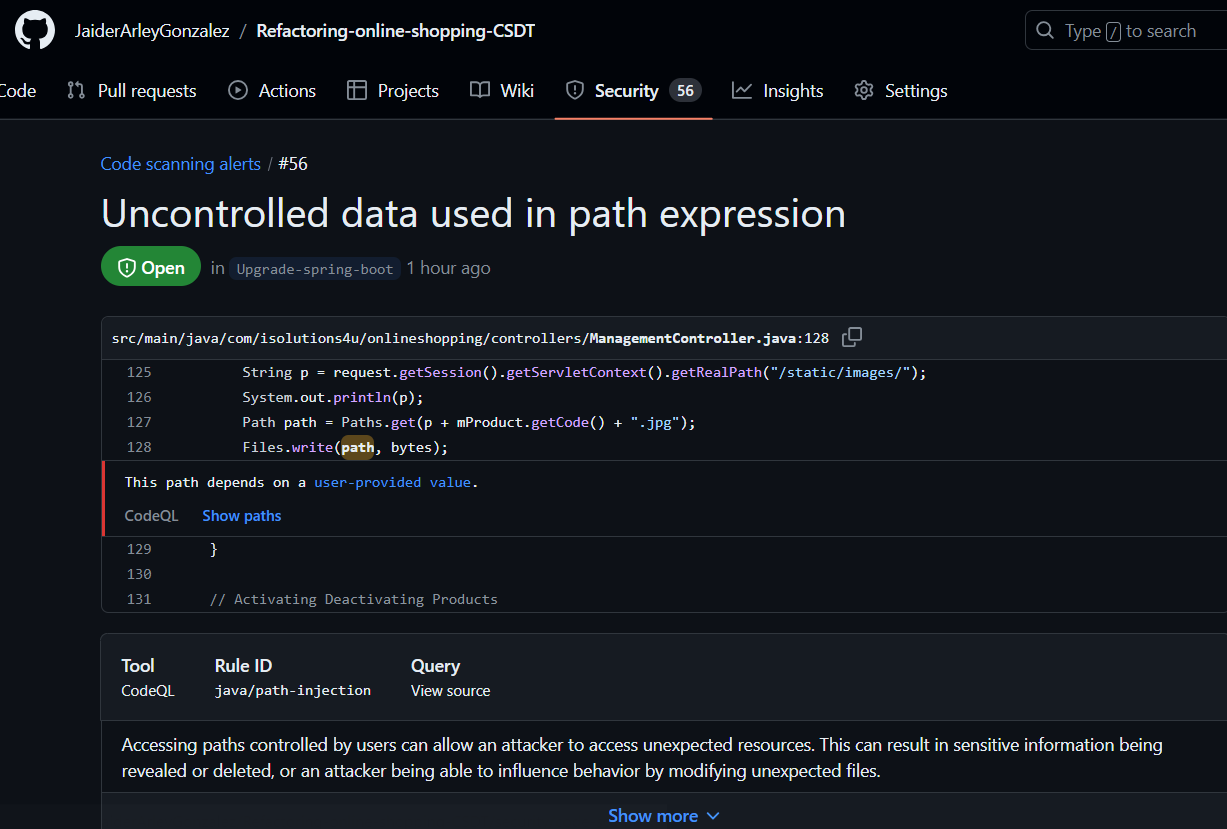 JaiderArleyGonzalez / Refactoring-online-shopping-CSDT
Type / to search
Code Pull requests Actions Projects Wiki Security 56 Insights Settings
Code scanning alerts / #56
Uncontrolled data used in path expression
Open in Upgrade-spring-boot 1 hour ago
src/main/java/com/isolutions4u/onlineshopping/controllers/ManagementController.java:128
125 String p = request.getSession().getServletContext().getRealPath("/static/images/");
126 System.out.println(p);
127 Path path = Paths.get(p + mProduct.getCode() + ".jpg");
128 Files.write(path, bytes);
This path depends on a user-provided value.
CodeQL Show paths
129 }
130
131 // Activating Deactivating Products
Tool Rule ID Query
CodeQL java/path-injection View source
Accessing paths controlled by users can allow an attacker to access unexpected resources. This can result in sensitive information being
revealed or deleted, or an attacker being able to influence behavior by modifying unexpected files.
Show more